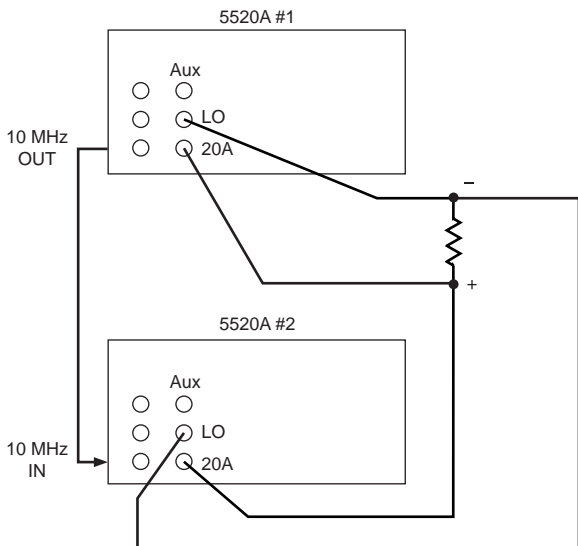 5520A #1
Aux
LO
20A
10 MHz
OUT
–
+
5520A #2
Aux
LO
20A
10 MHz
IN